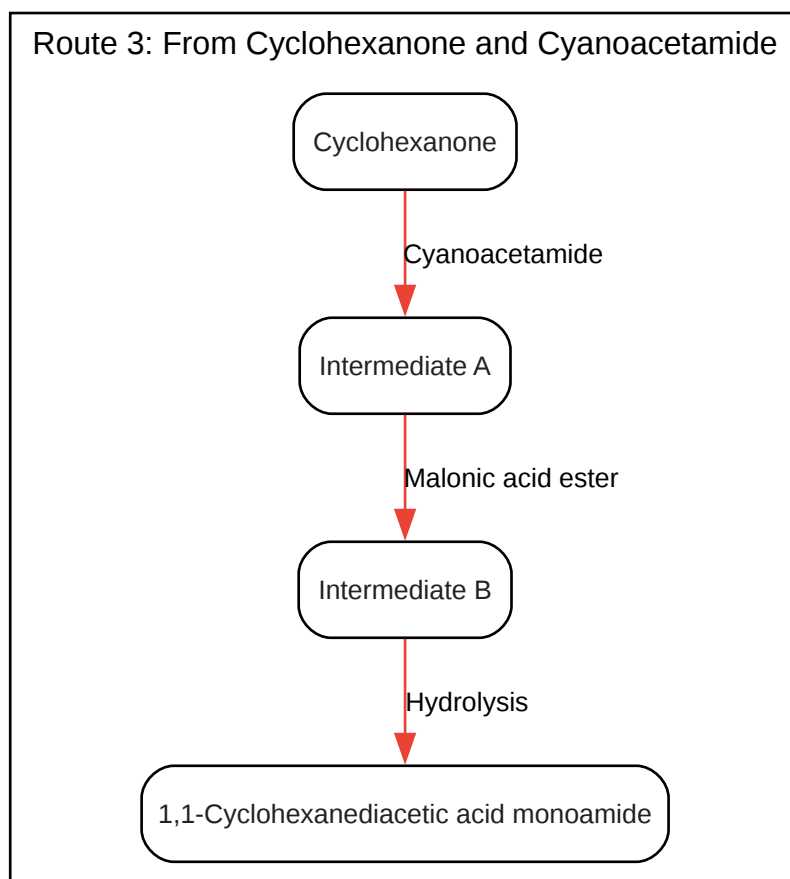 Route 3: From Cyclohexanone and Cyanoacetamide
Cyclohexanone
Cyanoacetamide
Intermediate A
Malonic acid ester
Intermediate B
Hydrolysis
1,1-Cyclohexanediacetic acid monoamide